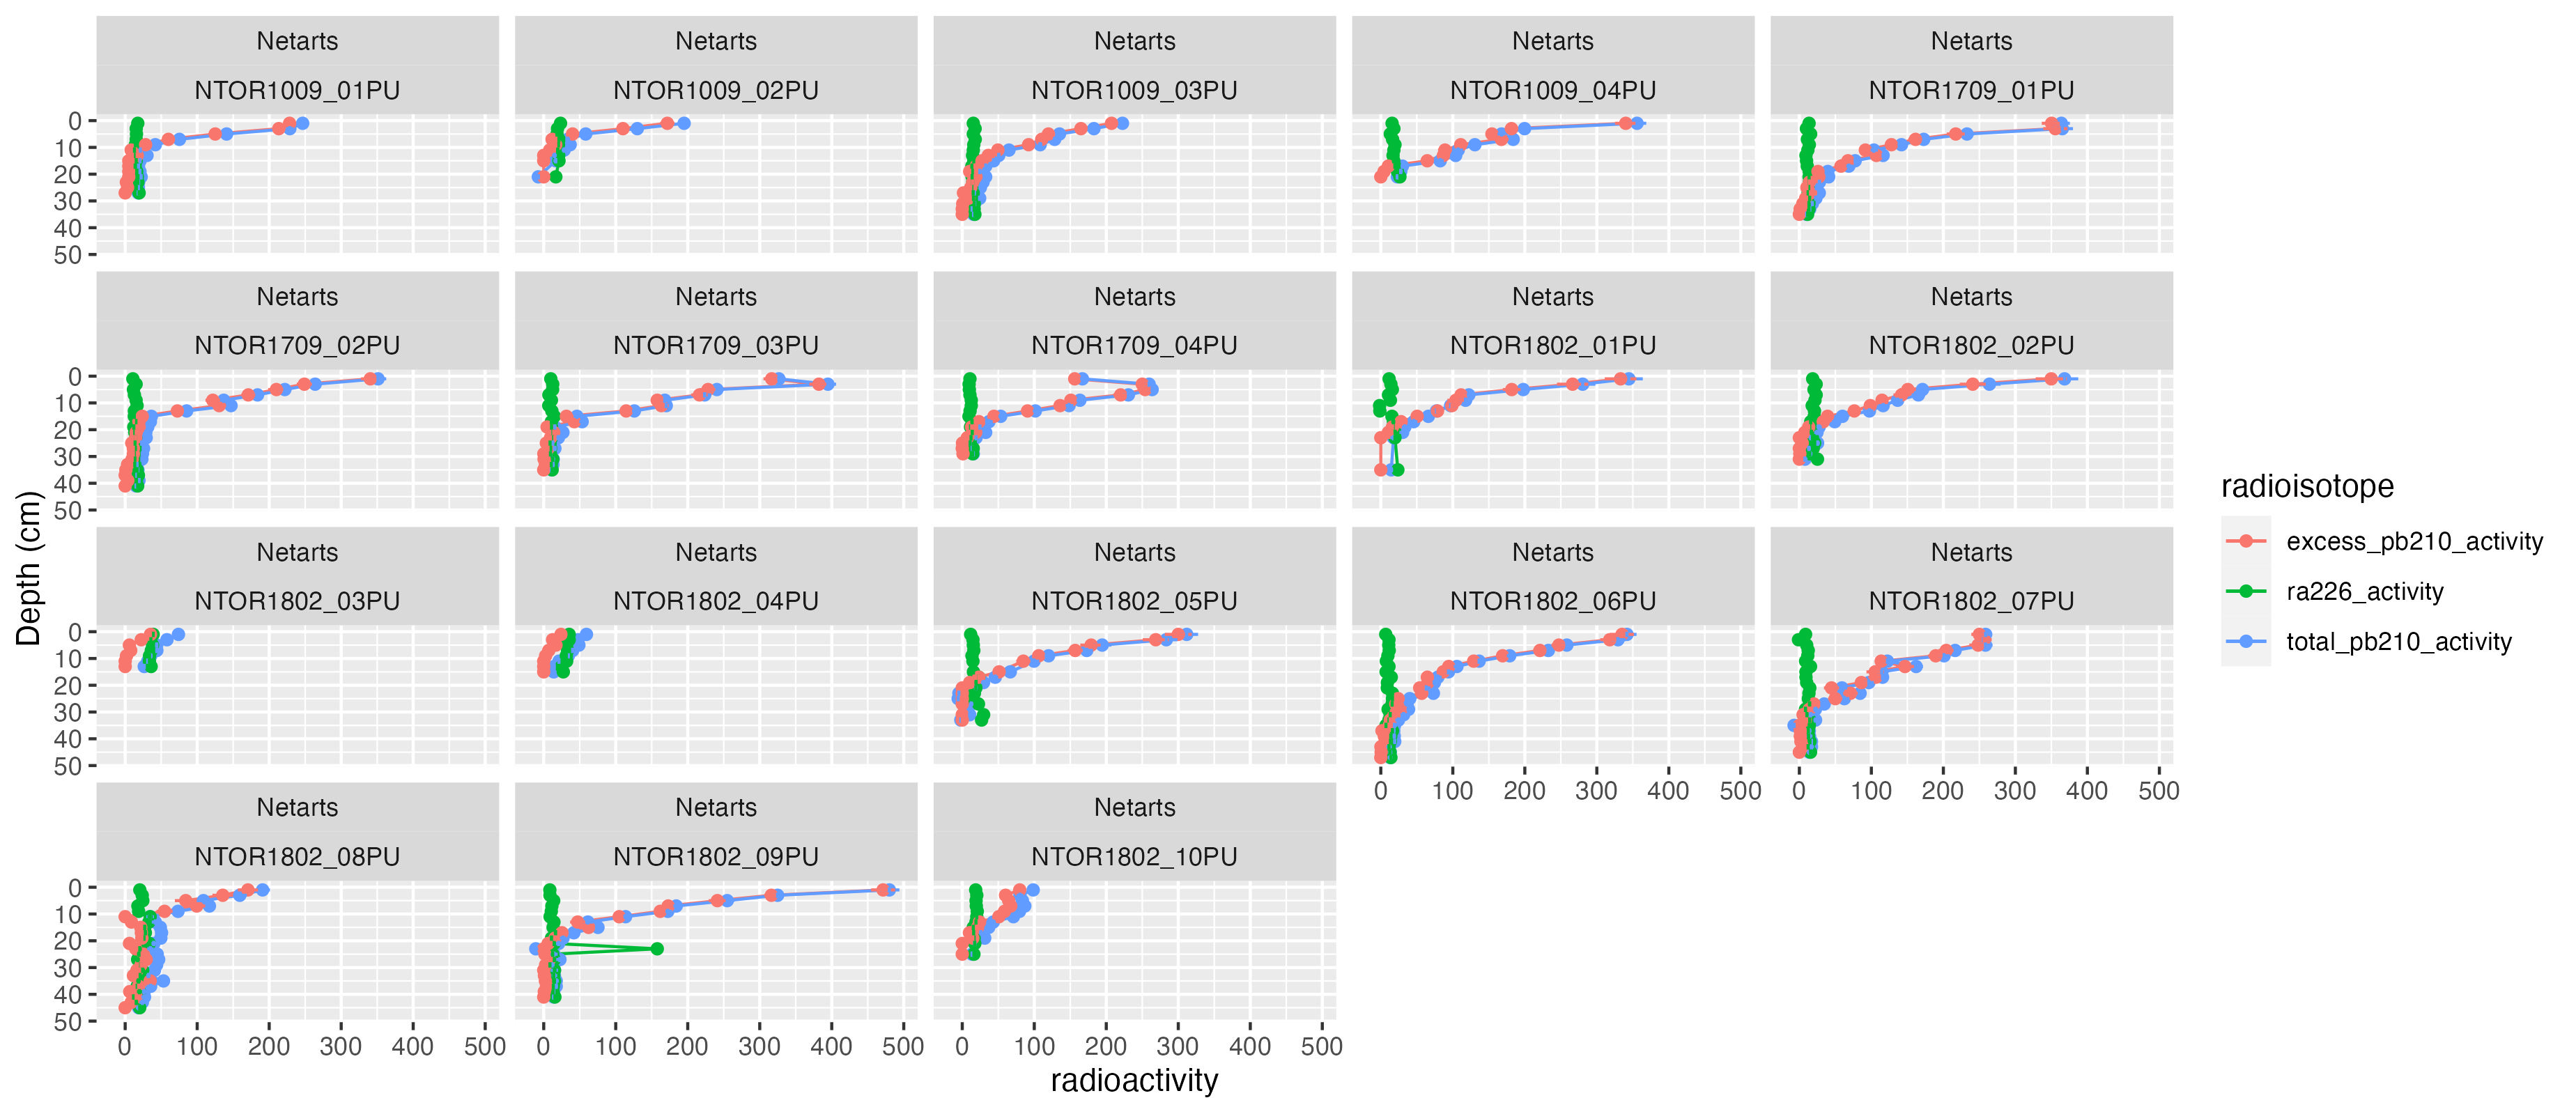 Netarts Netarts Netarts Netarts Netarts
NTOR1009_01PU NTOR1009_02PU NTOR1009_03PU NTOR1009_04PU NTOR1709_01PU
0
10
20
30
40
50
Netarts Netarts Netarts Netarts Netarts
NTOR1709_02PU NTOR1709_03PU NTOR1709_04PU NTOR1802_01PU NTOR1802_02PU
0
10
20
30
40
50
Depth (cm)
Netarts Netarts Netarts Netarts Netarts
NTOR1802_03PU NTOR1802_04PU NTOR1802_05PU NTOR1802_06PU NTOR1802_07PU
0
10
20
30
40
50
0 100 200 300 400 500 0 100 200 300 400 500
Netarts Netarts Netarts
NTOR1802_08PU NTOR1802_09PU NTOR1802_10PU
0
10
20
30
40
50
0 100 200 300 400 500 0 100 200 300 400 500 0 100 200 300 400 500
radioactivity
radioisotope
excess_pb210_activity
ra226_activity
total_pb210_activity